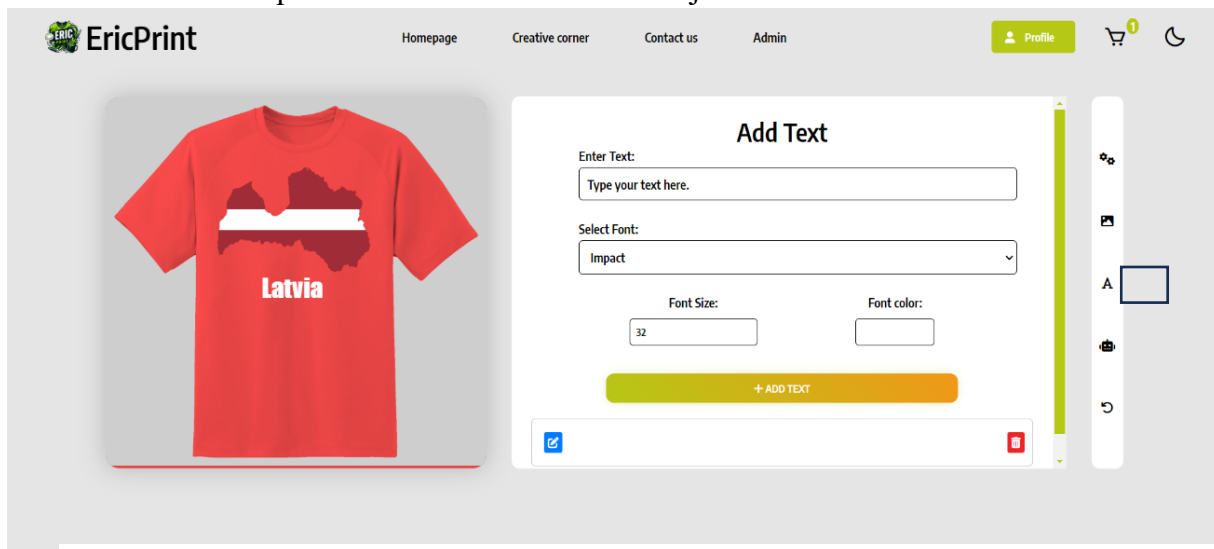 EricPrint
Homepage
Creative corner
Contact us
Admin
Profile
1
Add Text
Enter Text:
Type your text here.
Select Font:
Impact
Latvia
Font Size:
Font color:
32
A
+ ADD TEXT